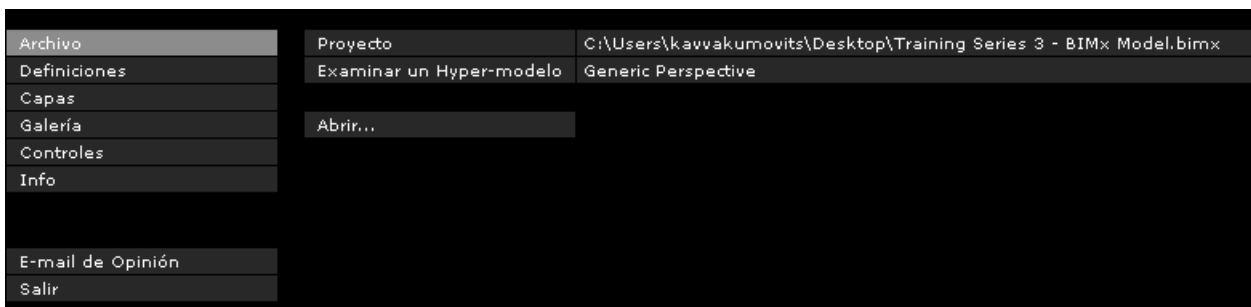 Archivo
Definiciones
Capas
Galería
Controles
Info
E-mail de Opinión
Salir
Proyecto C:\Users\kavvakumovits\Desktop\Training Series 3 - BIMx Model.bimx
Examinar un Hyper-modelo Generic Perspective
Abrir...